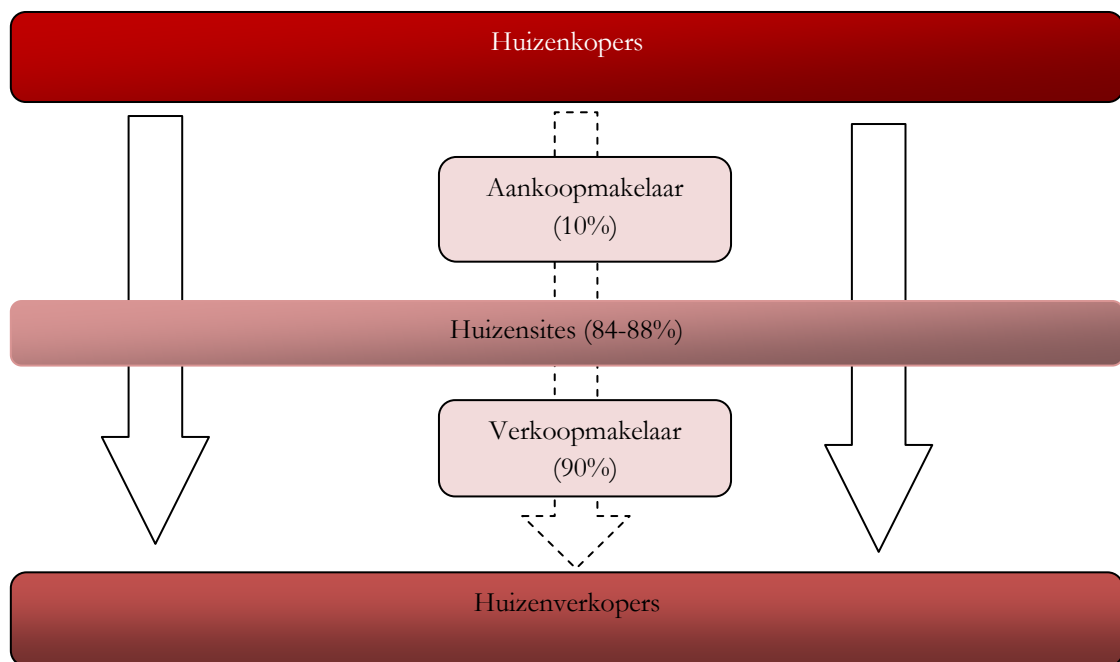 Huizenkopers
Aankoopmakelaar
(10%)
Huizensites (84-88%)
Verkoopmakelaar
(90%)
Huizenverkopers